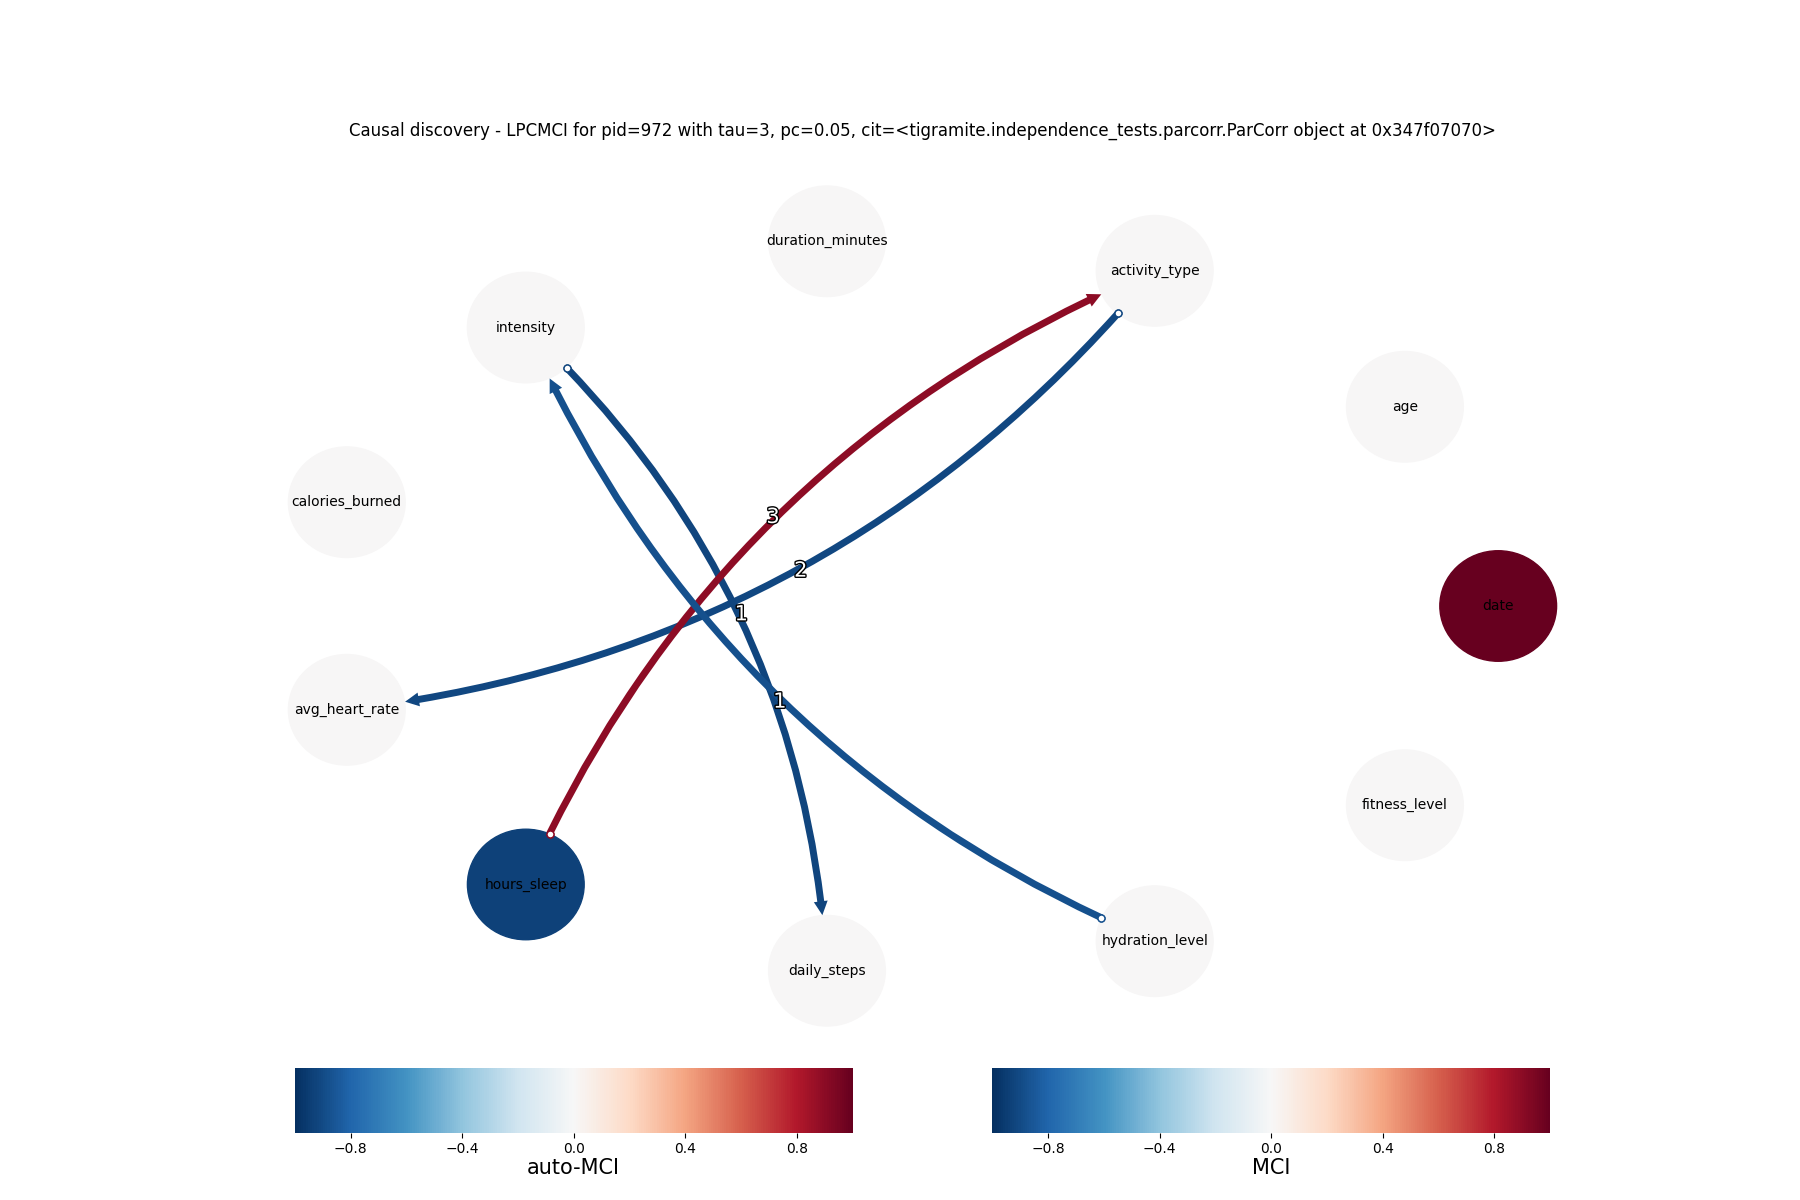 Causal discovery - LPCMCI for pid=972 with tau=3, pc=0.05, cit=<tigramite.independence_tests.parcorr.ParCorr object at 0x347f07070>
duration_minutes
activity_type
intensity
age
calories_burned
3
2
date
1
1
avg_heart_rate
fitness_level
hours_sleep
hydration_level
daily_steps
−0.8 −0.4 0.0 0.4 0.8
auto-MCI
−0.8 −0.4 0.0 0.4 0.8
MCI